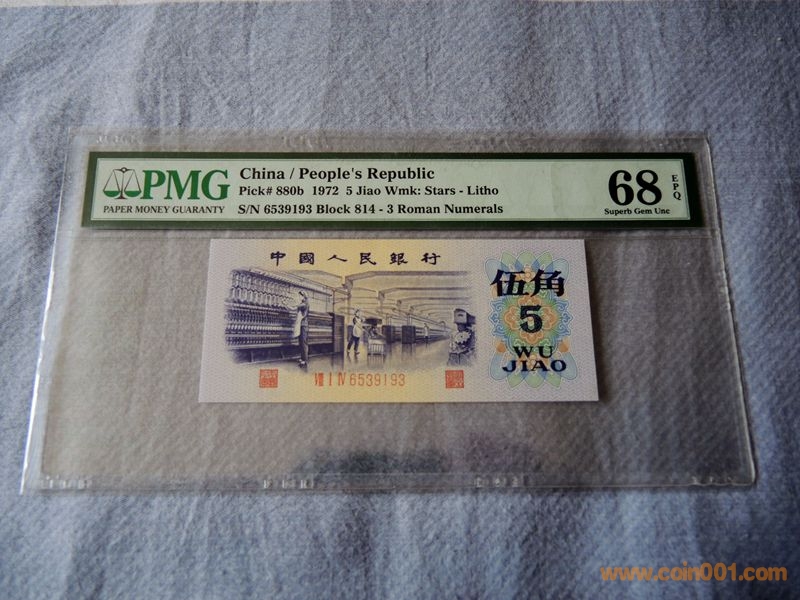 PMG
PAPER MONEY GUARANTY
China / People's Republic
Pick# 880b 1972 5 Jiao Wmk: Stars - Litho
S/N 6539193 Block 814 - 3 Roman Numerals
68
EPQ
Superb Gem Unc
中國人民銀行
伍角
5
WU
JIAO
VIII I IV 6539193
www.coin001.com